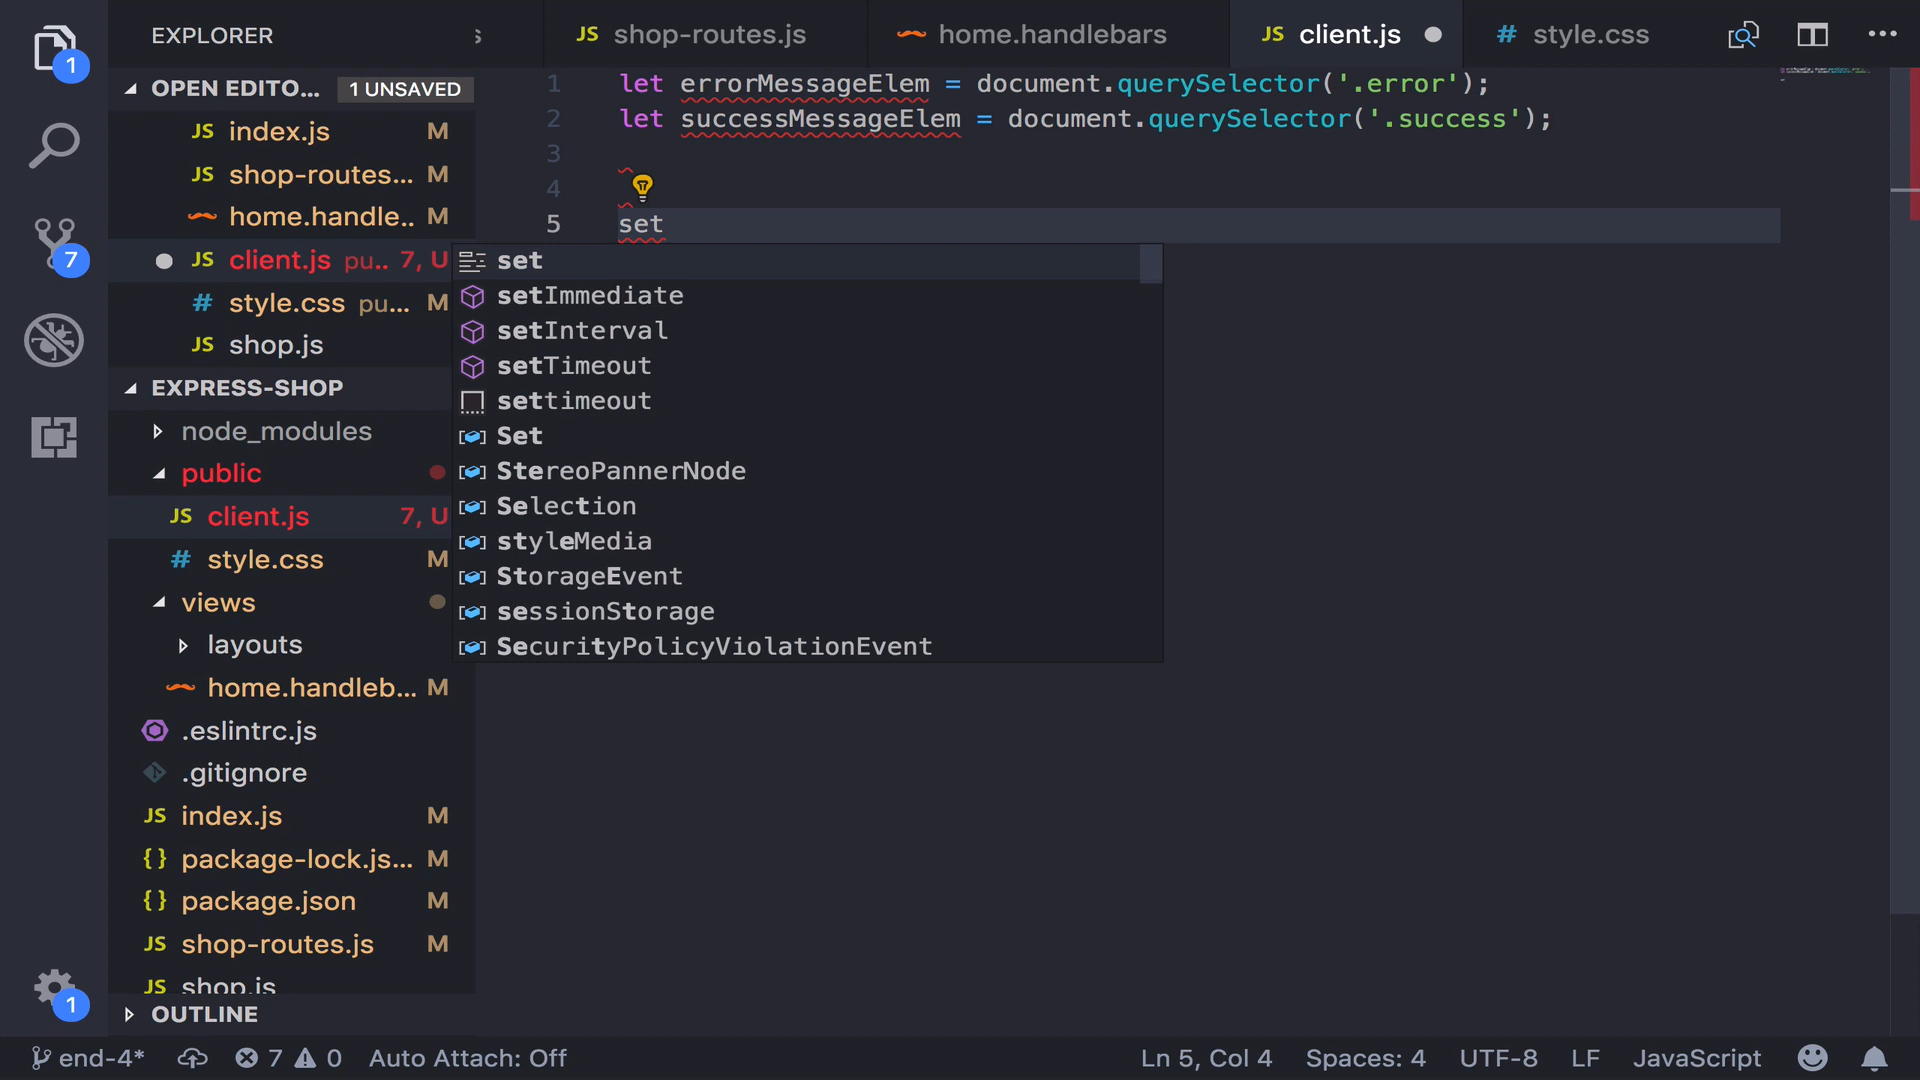 EXPLORER
s
JS shop-routes.js
home.handlebars
JS client.js
# style.css
1
OPEN EDITO... 1 UNSAVED
JS index.js M
JS shop-routes... M
home.handle.. M
JS client.js pu.. 7, U
# style.css pu... M
JS shop.js
7
EXPRESS-SHOP
node_modules
public
JS client.js 7, U
# style.css M
views
layouts
home.handleb... M
.eslintrc.js
.gitignore
JS index.js M
{} package-lock.js... M
{} package.json M
JS shop-routes.js M
JS shop.js
1
OUTLINE
1 let errorMessageElem = document.querySelector('.error');
2 let successMessageElem = document.querySelector('.success');
3
4
5 set
set
setImmediate
setInterval
setTimeout
settimeout
Set
StereoPannerNode
Selection
styleMedia
StorageEvent
sessionStorage
SecurityPolicyViolationEvent
end-4* 7 0 Auto Attach: Off Ln 5, Col 4 Spaces: 4 UTF-8 LF JavaScript